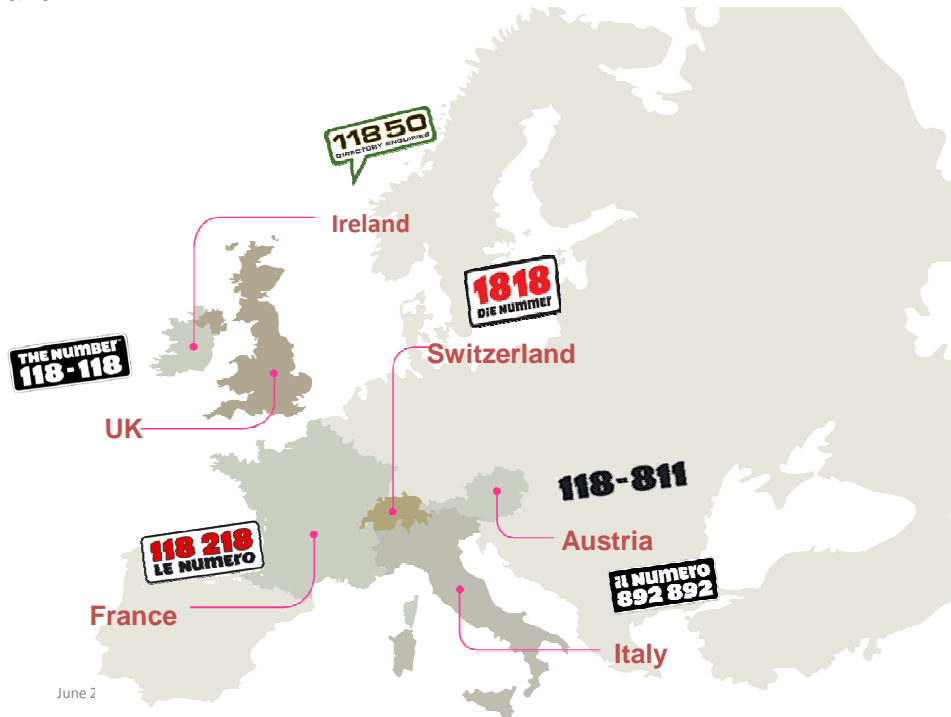 11850
DIRECTORY ENQUIRIES
Ireland
1818
DIE NUMMER
Switzerland
THE NUMBER
118-118
UK
118-811
Austria
118 218
LE NUMERO
France
IL NUMERO
892 892
Italy
June 2